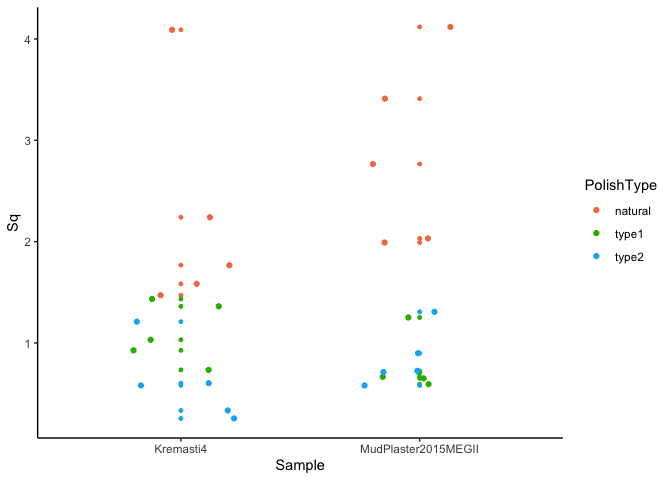 4
3
2
1
Sq
Kremasti4
MudPlaster2015MEGII
Sample
PolishType
natural
type1
type2